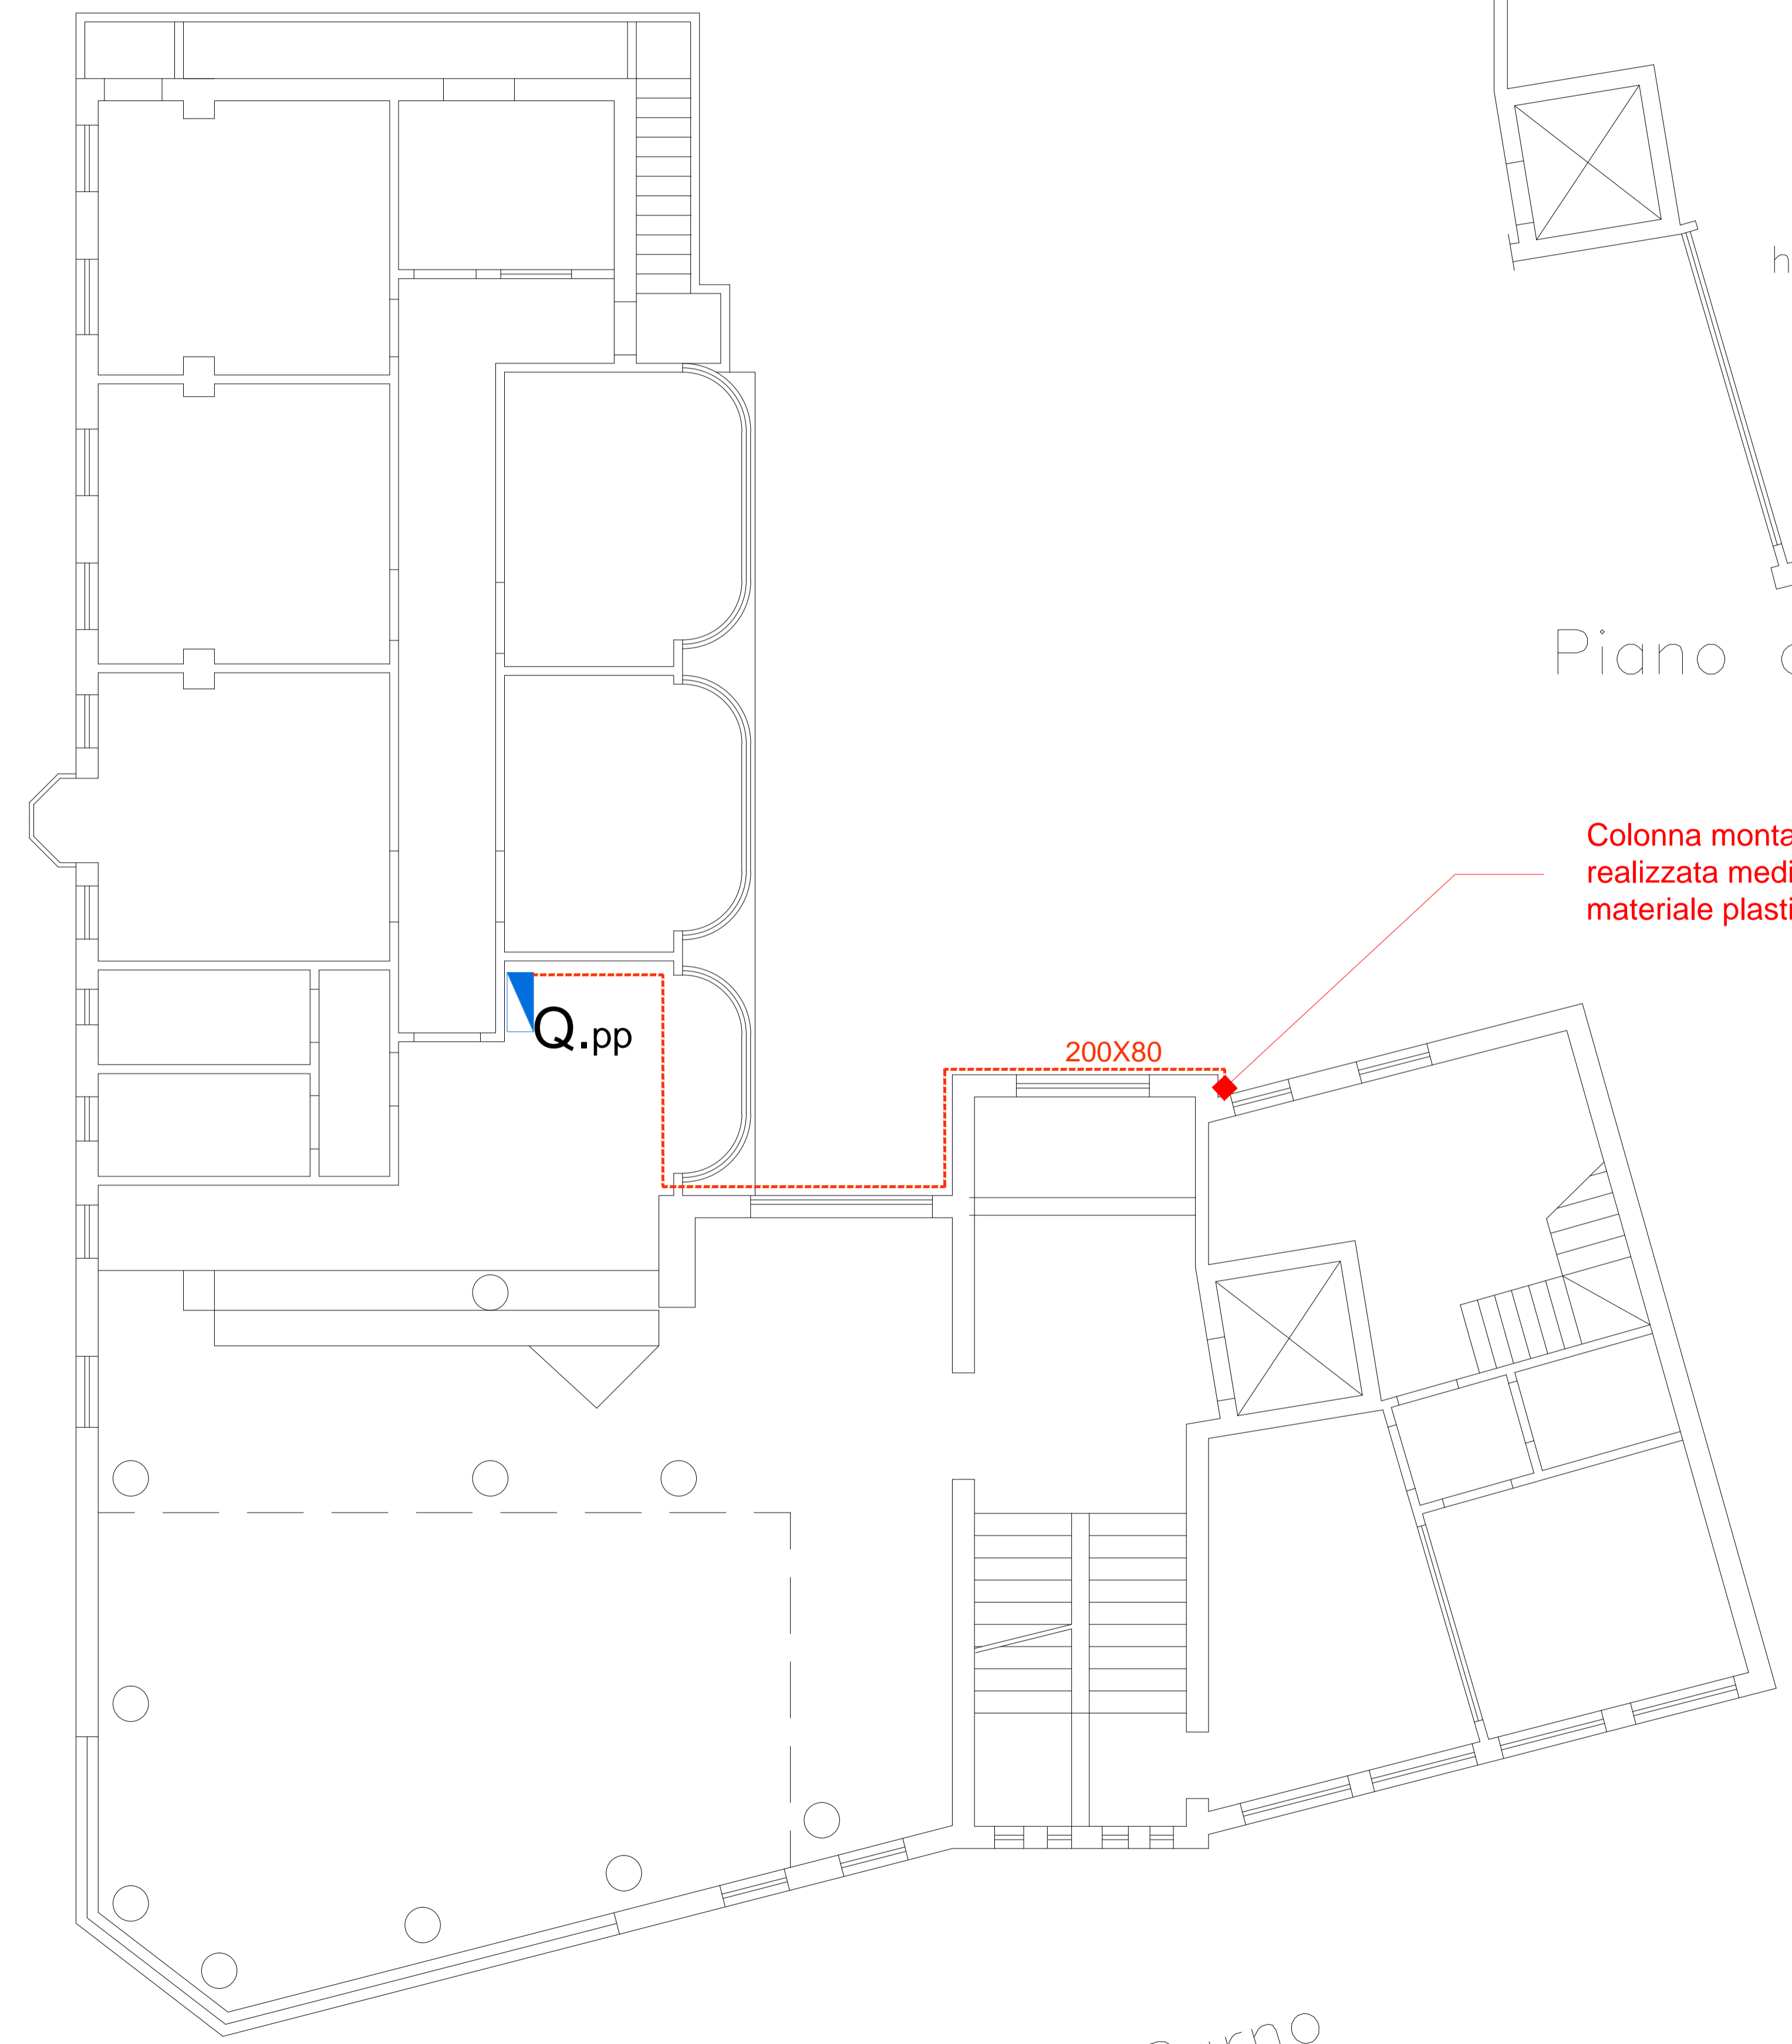 Piano
Colonna monta
realizzata medi
materiale plasti
Q.pp
200X80